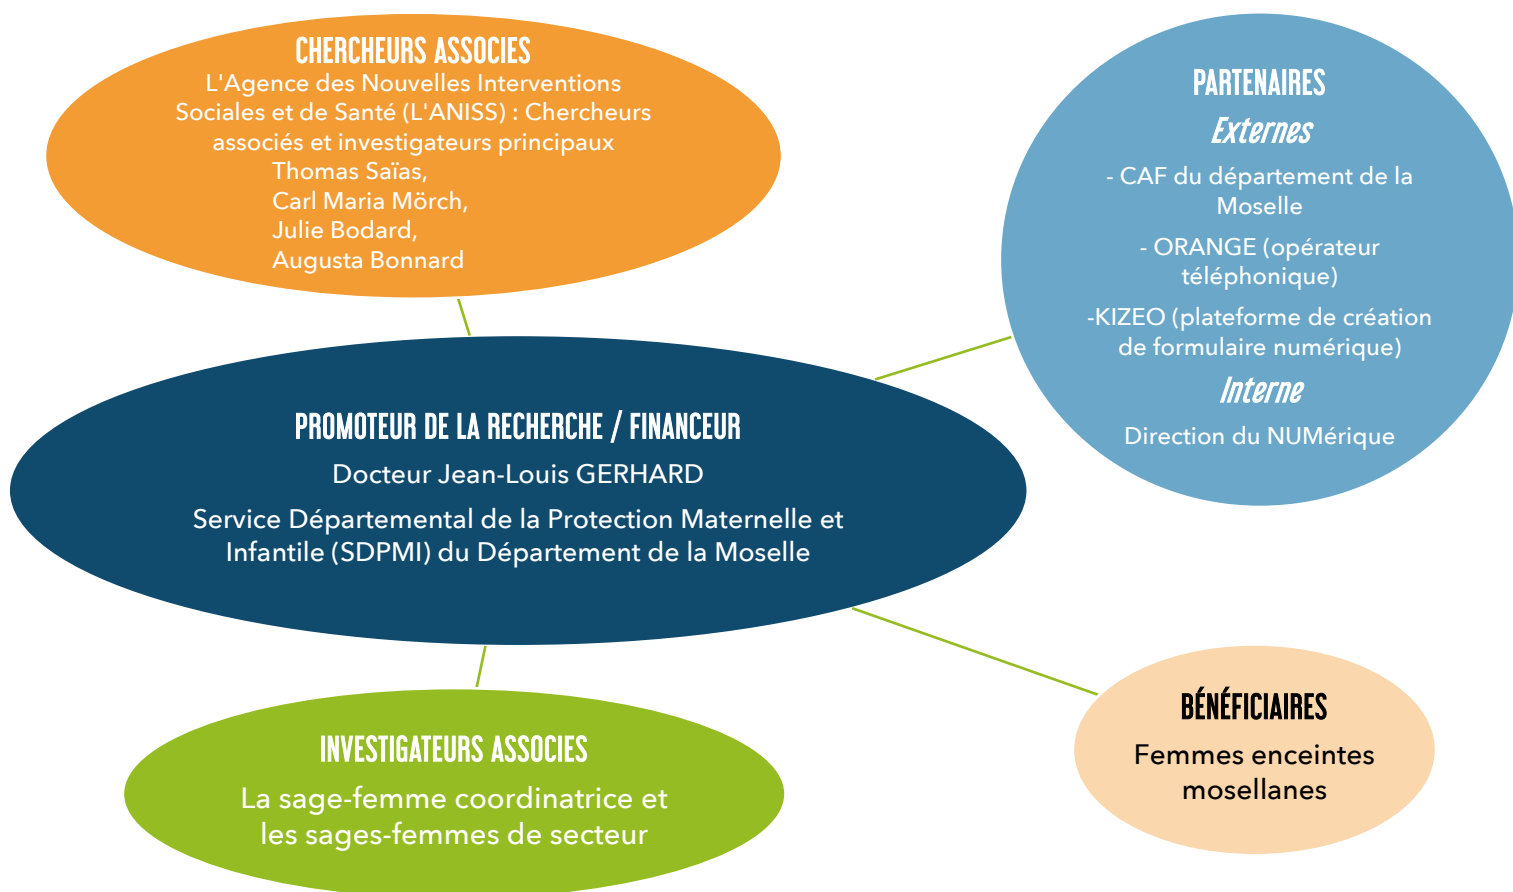 CHERCHEURS ASSOCIES
L'Agence des Nouvelles Interventions
Sociales et de Santé (L'ANISS) : Chercheurs
associés et investigateurs principaux
Thomas Saïas,
Carl Maria Mörch,
Julie Bodard,
Augusta Bonnard
PARTENAIRES
Externes
- CAF du département de la
Moselle
- ORANGE (opérateur
téléphonique)
-KIZEO (plateforme de création
de formulaire numérique)
Interne
Direction du NUMérique
PROMOTEUR DE LA RECHERCHE / FINANCEUR
Docteur Jean-Louis GERHARD
Service Départemental de la Protection Maternelle et
Infantile (SDPMI) du Département de la Moselle
INVESTIGATEURS ASSOCIES
La sage-femme coordinatrice et
les sages-femmes de secteur
BÉNÉFICIAIRES
Femmes enceintes
mosellanes